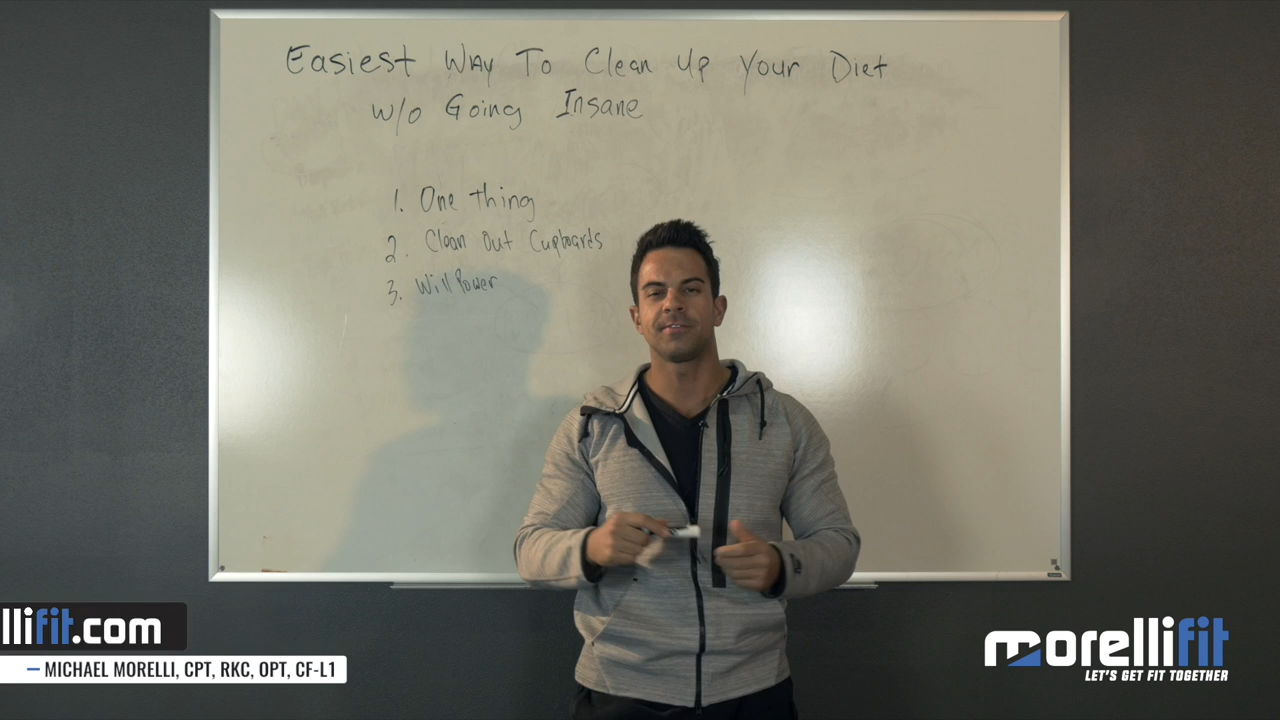 Easiest Way To Clean Up Your Diet
w/o Going Insane
1. One thing
2. Clean Out Cupboards
3. Will Power
llifit.com
MICHAEL MORELLI, CPT, RKC, OPT, CF-L1
morellifit
LET'S GET FIT TOGETHER